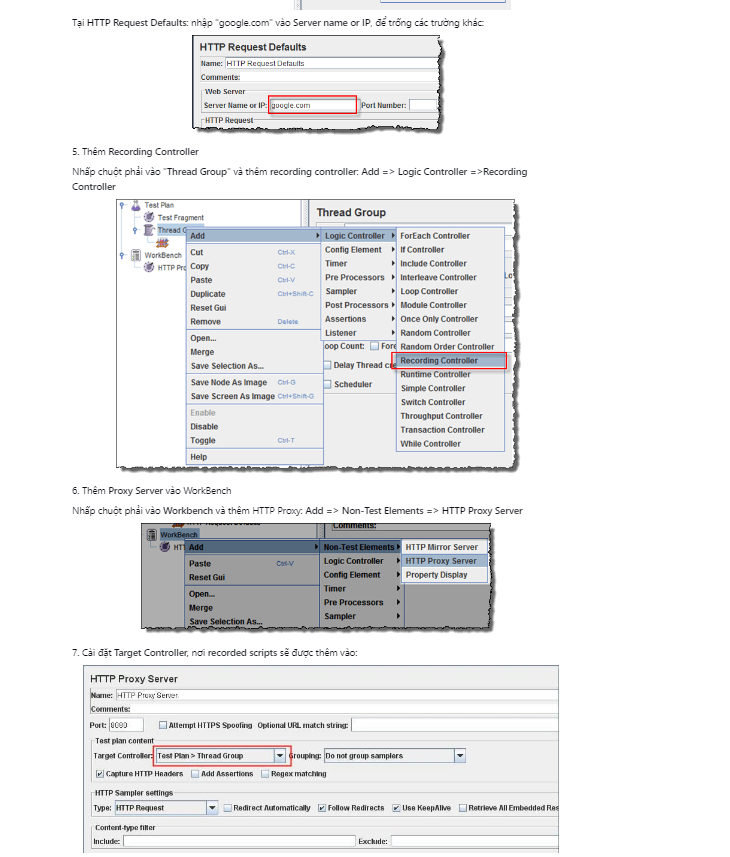 Tại HTTP Request Defaults: nhập "google.com" vào Server name or IP, để trống các trường khác:
HTTP Request Defaults
Name: HTTP Request Defaults
Comments:
Web Server
Server Name or IP: google.com Port Number:
HTTP Request
5. Thêm Recording Controller
Nhấp chuột phải vào "Thread Group" và thêm recording controller: Add => Logic Controller =>Recording
Controller
Test Plan
Test Fragment
Thread G
WorkBench
HTTP Pro
Thread Group
Add
Cut Ctrl-X
Copy Ctrl-C
Paste Ctrl-V
Duplicate Ctrl+Shift-C
Reset Gui
Remove Delete
Open...
Merge
Save Selection As...
Save Node As Image Ctrl-G
Save Screen As Image Ctrl+Shift-G
Enable
Disable
Toggle Ctrl-T
Help
Logic Controller
Config Element
Timer
Pre Processors
Sampler
Post Processors
Assertions
Listener
oop Count: Fore
Delay Thread cre
Scheduler
ForEach Controller
If Controller
Include Controller
Interleave Controller
Loop Controller
Module Controller
Once Only Controller
Random Controller
Random Order Controller
Recording Controller
Runtime Controller
Simple Controller
Switch Controller
Throughput Controller
Transaction Controller
While Controller
6. Thêm Proxy Server vào WorkBench
Nhấp chuột phải vào Workbench và thêm HTTP Proxy: Add => Non-Test Elements => HTTP Proxy Server
Comments:
WorkBench
HT
Add
Paste Ctrl-V
Reset Gui
Open...
Merge
Save Selection As...
Non-Test Elements
Logic Controller
Config Element
Timer
Pre Processors
Sampler
HTTP Mirror Server
HTTP Proxy Server
Property Display
7. Cài đặt Target Controller, nơi recorded scripts sẽ được thêm vào:
HTTP Proxy Server
Name: HTTP Proxy Server
Comments:
Port: 8080 Attempt HTTPS Spoofing Optional URL match string:
Test plan content
Target Controller: Test Plan > Thread Group Grouping: Do not group samplers
Capture HTTP Headers Add Assertions Regex matching
HTTP Sampler settings
Type: HTTP Request Redirect Automatically Follow Redirects Use KeepAlive Retrieve All Embedded Res
Content-type filter
Include: Exclude: